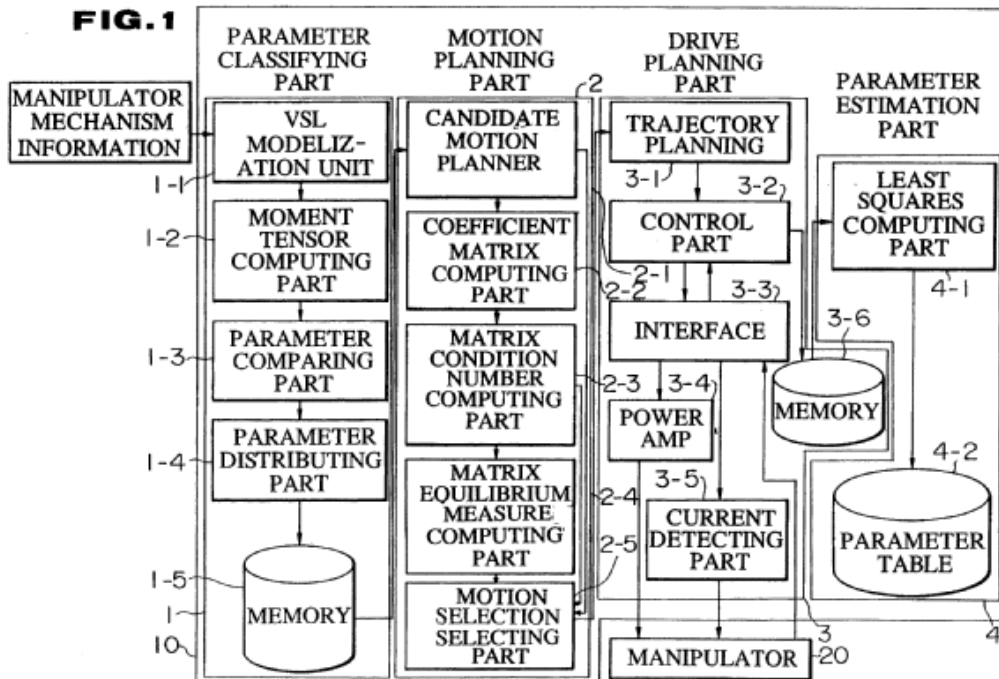 FIG.1
PARAMETER
CLASSIFYING
PART
MOTION
PLANNING
PART
DRIVE
PLANNING
PART
PARAMETER
ESTIMATION
PART
MANIPULATOR
MECHANISM
INFORMATION
VSL
MODELIZ-
ATION UNIT
1-1
MOMENT
TENSOR
COMPUTING
PART
1-2
PARAMETER
COMPARING
PART
1-3
PARAMETER
DISTRIBUTING
PART
1-4
MEMORY
1-5
1
10
2
CANDIDATE
MOTION
PLANNER
2-1
COEFFICIENT
MATRIX
COMPUTING
PART
2-2
MATRIX
CONDITION
NUMBER
COMPUTING
PART
2-3
MATRIX
EQUILIBRIUM
MEASURE
COMPUTING
PART
2-4
MOTION
SELECTION
SELECTING
PART
2-5
TRAJECTORY
PLANNING
3-1
CONTROL
PART
3-2
INTERFACE
3-3
POWER
AMP
3-4
CURRENT
DETECTING
PART
3-5
MEMORY
3-6
3
MANIPULATOR
20
LEAST
SQUARES
COMPUTING
PART
4-1
PARAMETER
TABLE
4-2
4